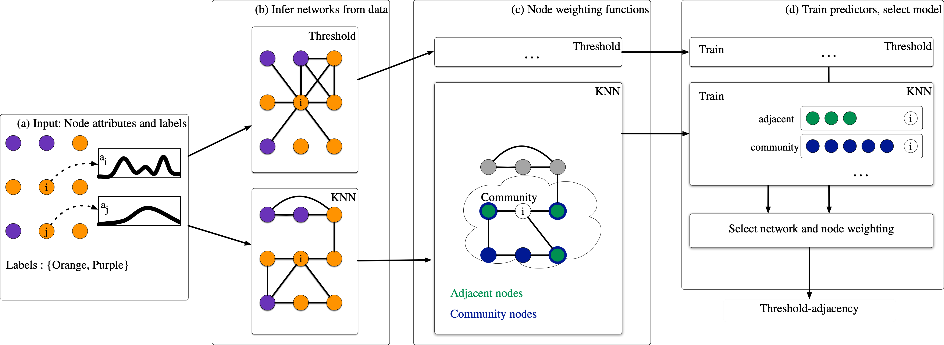 (a) Input: Node attributes and labels
i
a_i
j
a_j
Labels : {Orange, Purple}
(b) Infer networks from data
Threshold
i
KNN
i
(c) Node weighting functions
Threshold
...
KNN
Community
i
Adjacent nodes
Community nodes
(d) Train predictors, select model
Train
Threshold
...
Train
KNN
adjacent
i
community
i
...
Select network and node weighting
Threshold-adjacency